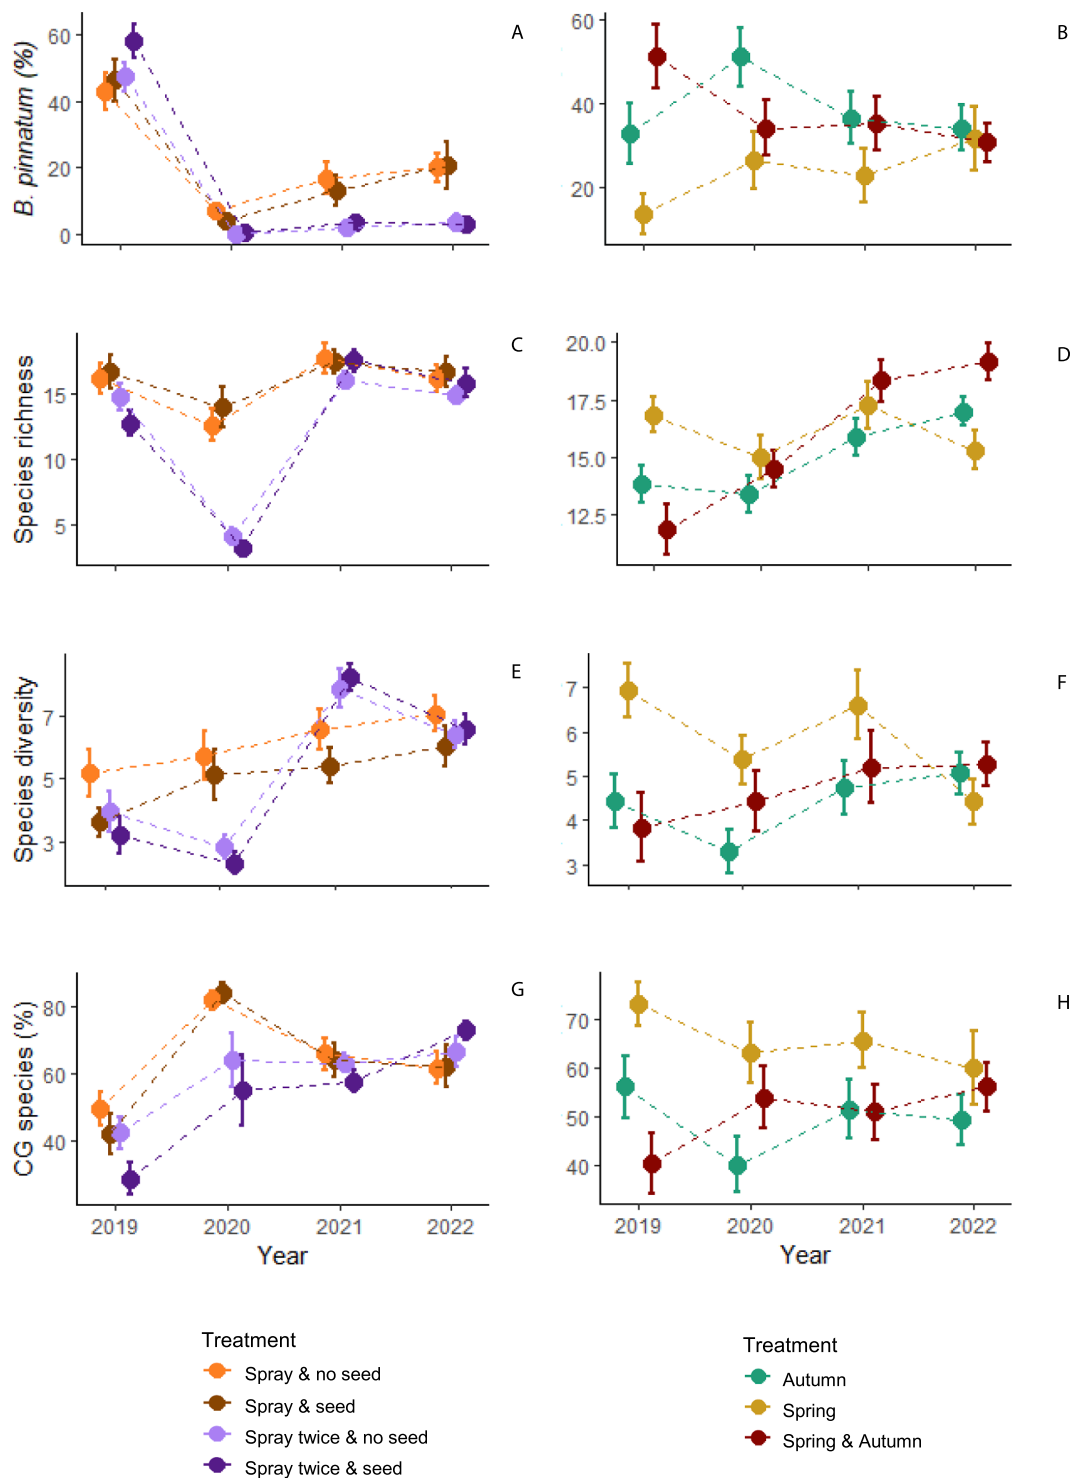 A
B. pinnatum (%)
60
40
20
0
B
60
40
20
C
Species richness
15
10
5
D
20.0
17.5
15.0
12.5
E
Species diversity
7
5
3
F
7
6
5
4
3
G
CG species (%)
80
60
40
2019 2020 2021 2022
Year
H
70
60
50
40
2019 2020 2021 2022
Year
Treatment
Spray & no seed
Spray & seed
Spray twice & no seed
Spray twice & seed
Treatment
Autumn
Spring
Spring & Autumn